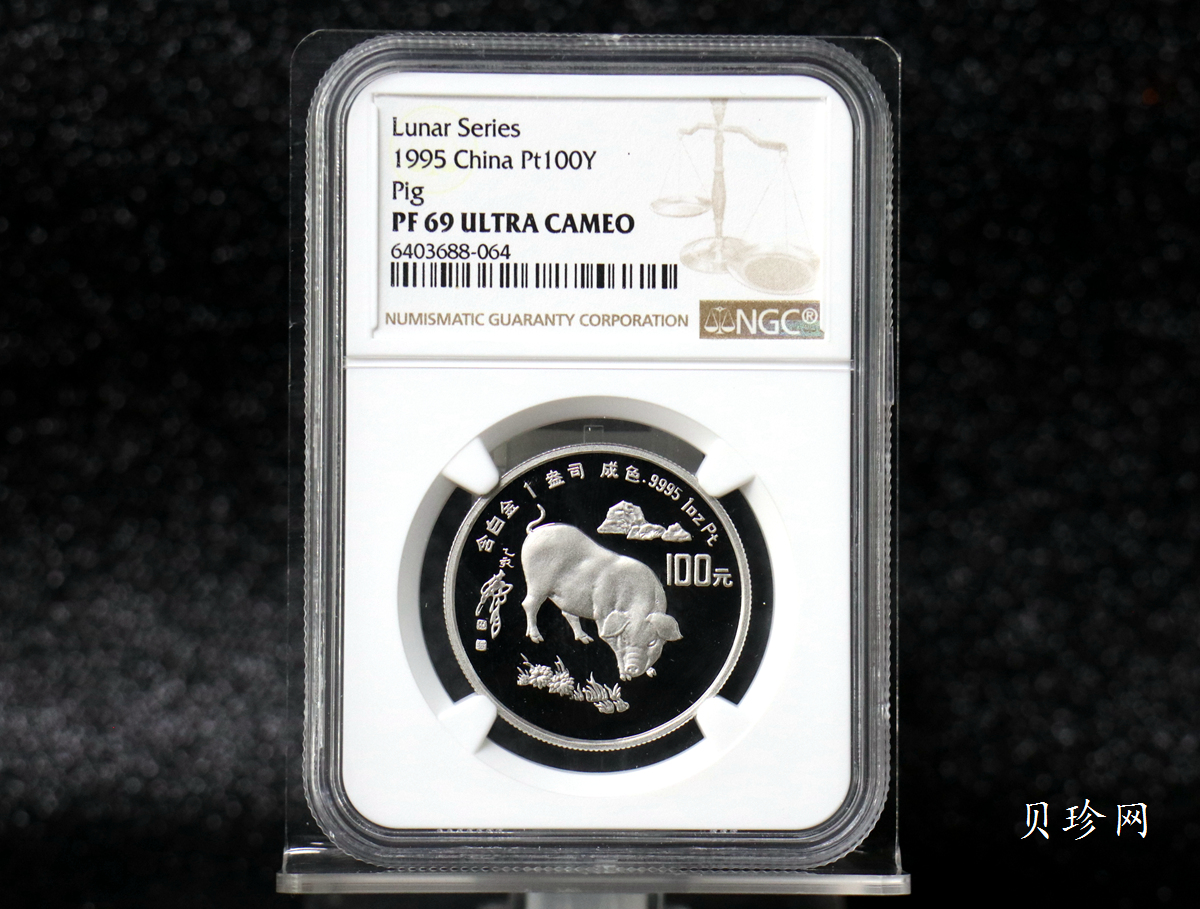 Lunar Series
1995 China Pt100Y
Pig
PF 69 ULTRA CAMEO
6403688-064
NUMISMATIC GUARANTY CORPORATION
NGC®
含白金 1 盎司 成色.9995 1oz Pt
100元
贝珍网